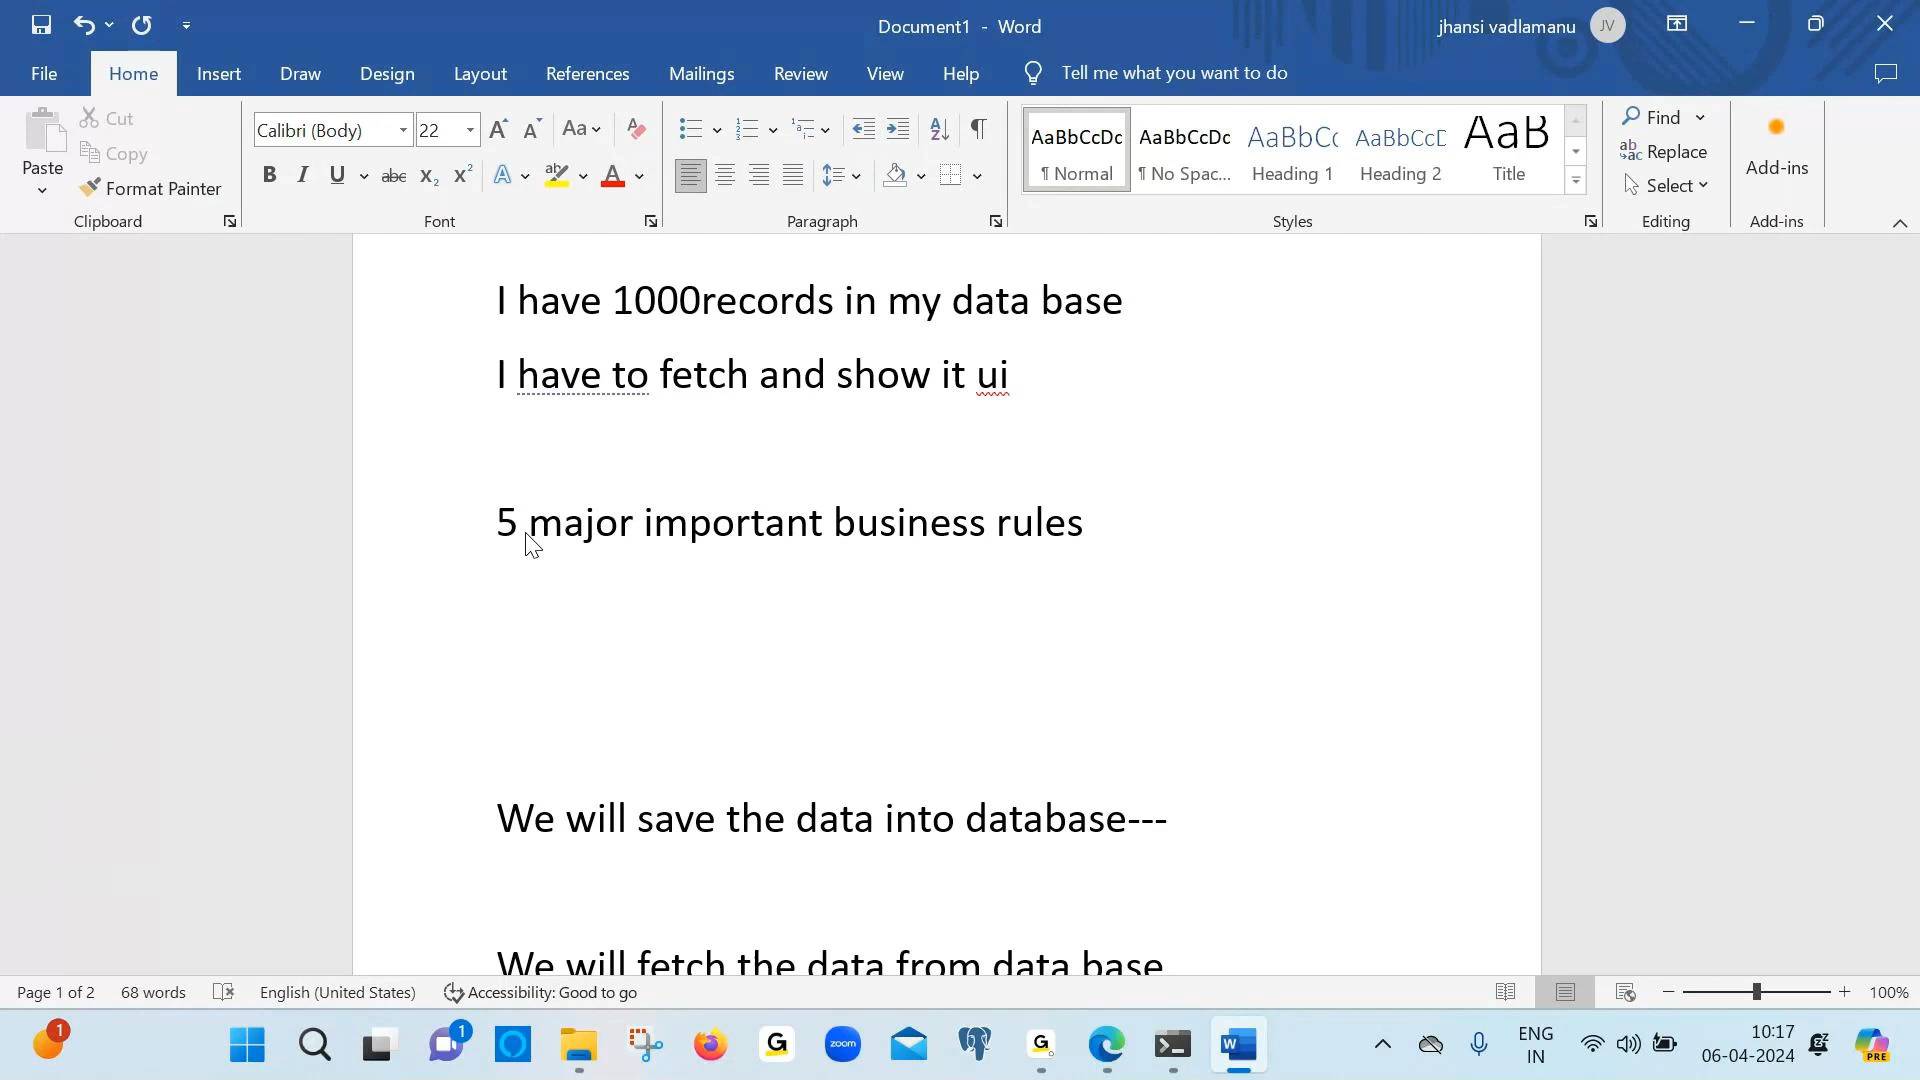 Document1 - Word
jhansi vadlamanu
JV
File
Home
Insert
Draw
Design
Layout
References
Mailings
Review
View
Help
Tell me what you want to do
Paste
Cut
Copy
Format Painter
Clipboard
Calibri (Body)
22
Font
Paragraph
AaBbCcDc
¶ Normal
AaBbCcDc
¶ No Spac...
AaBbC
Heading 1
AaBbCcD
Heading 2
AaB
Title
Styles
Find
Replace
Select
Editing
Add-ins
Add-ins
I have 1000records in my data base
I have to fetch and show it ui
5 major important business rules
We will save the data into database---
We will fetch the data from data base
Page 1 of 2
68 words
English (United States)
Accessibility: Good to go
100%
1
1
zoom
ENG
IN
10:17
06-04-2024
PRE